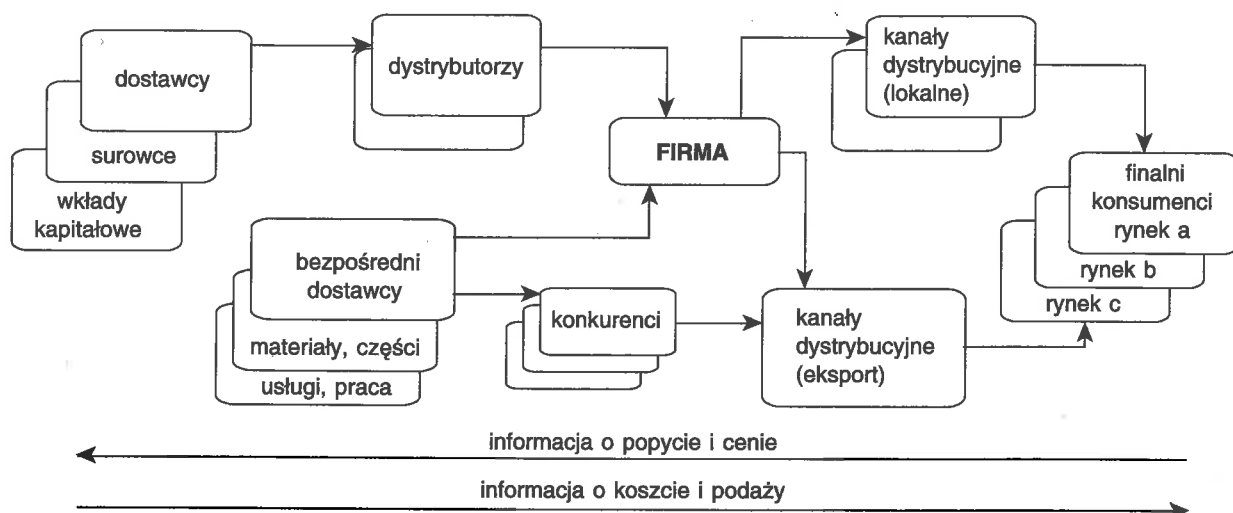 dostawcy
surowce
wkłady
kapitałowe
dystrybutorzy
FIRMA
kanały
dystrybucyjne
(lokalne)
finalni
konsumenci
rynek a
rynek b
rynek c
bezpośredni
dostawcy
materiały, części
usługi, praca
konkurenci
kanały
dystrybucyjne
(eksport)
informacja o popycie i cenie
informacja o koszcie i podaży